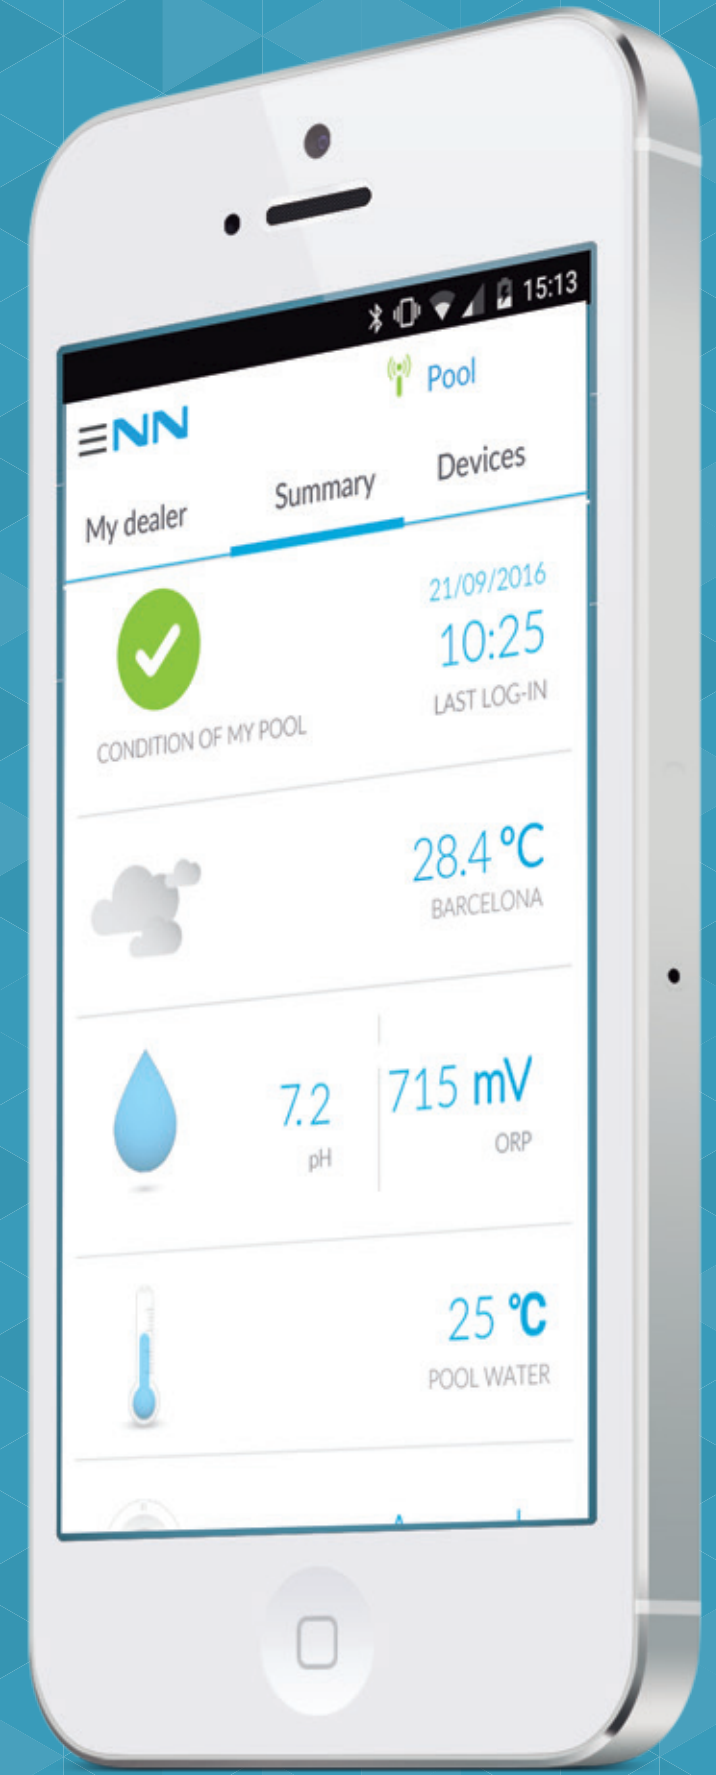 15:13
Pool
NN
My dealer
Summary
Devices
21/09/2016
10:25
CONDITION OF MY POOL
LAST LOG-IN
28.4 °C
BARCELONA
7.2
715 mV
pH
ORP
25 °C
POOL WATER